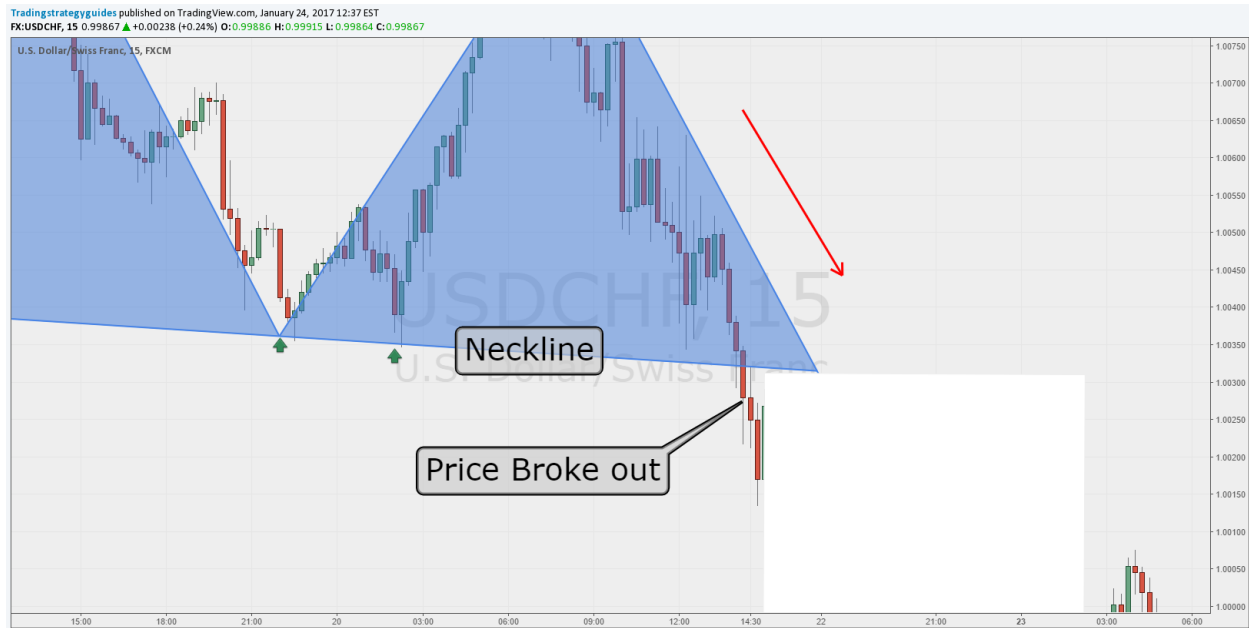 Tradingstrategyguides published on TradingView.com, January 24, 2017 12:37 EST
FX:USDCHF, 15 0.99867 ▲ +0.00238 (+0.24%) O:0.99886 H:0.99915 L:0.99864 C:0.99867
U.S. Dollar/Swiss Franc, 15, FXCM
1.00750
1.00700
1.00650
1.00600
1.00550
1.00500
1.00450
USDCHF, 15
1.00400
Neckline
1.00350
U.S. Dollar/Swiss Franc
1.00300
1.00250
Price Broke out
1.00200
1.00150
1.00100
1.00050
1.00000
15:00 18:00 21:00 20 03:00 06:00 09:00 12:00 14:30 22 21:00 23 03:00 06:00